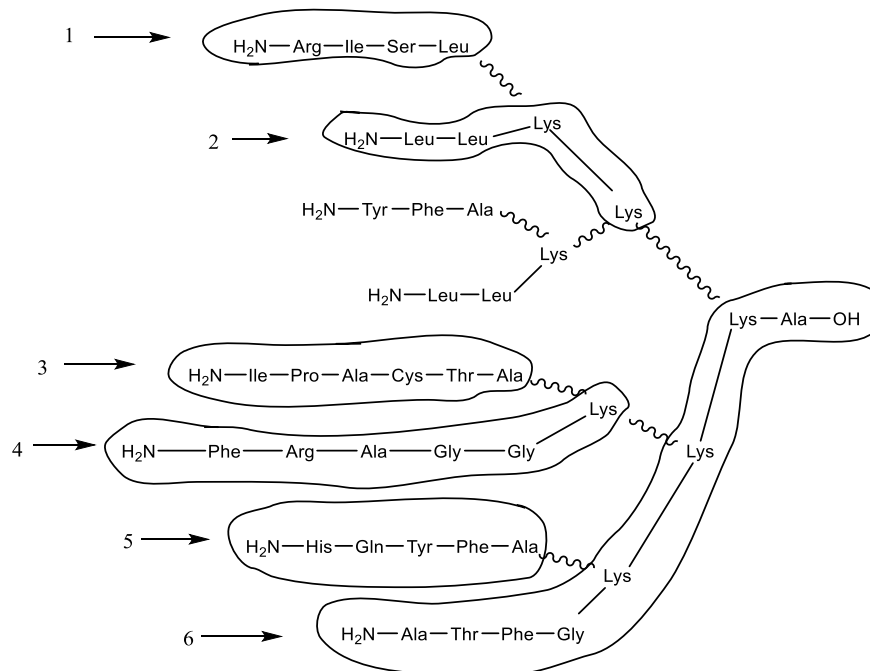 1
H₂N—Arg—Ile—Ser—Leu
2
H₂N—Leu—Leu—Lys
Lys
H₂N—Tyr—Phe—Ala
Lys
H₂N—Leu—Leu
Lys—Ala—OH
3
H₂N—Ile—Pro—Ala—Cys—Thr—Ala
Lys
4
H₂N—Phe—Arg—Ala—Gly—Gly
Lys
5
H₂N—His—Gln—Tyr—Phe—Ala
Lys
6
H₂N—Ala—Thr—Phe—Gly